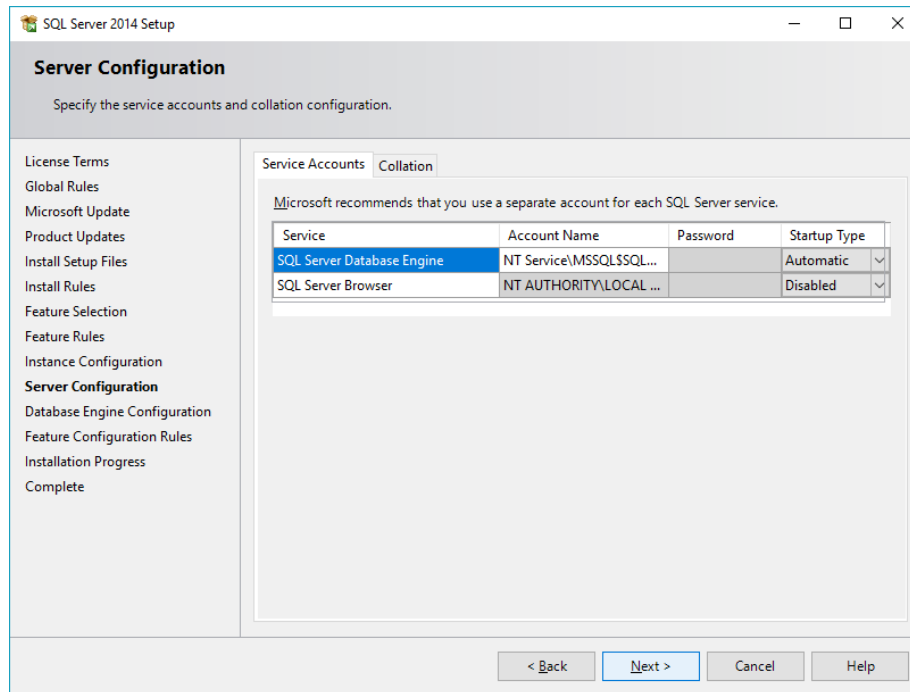 SQL Server 2014 Setup
Server Configuration
Specify the service accounts and collation configuration.
License Terms
Global Rules
Microsoft Update
Product Updates
Install Setup Files
Install Rules
Feature Selection
Feature Rules
Instance Configuration
Server Configuration
Database Engine Configuration
Feature Configuration Rules
Installation Progress
Complete
Service Accounts Collation
Microsoft recommends that you use a separate account for each SQL Server service.
Service Account Name Password Startup Type
SQL Server Database Engine NT Service\MSSQL$SQL... Automatic
SQL Server Browser NT AUTHORITY\LOCAL ... Disabled
< Back Next > Cancel Help